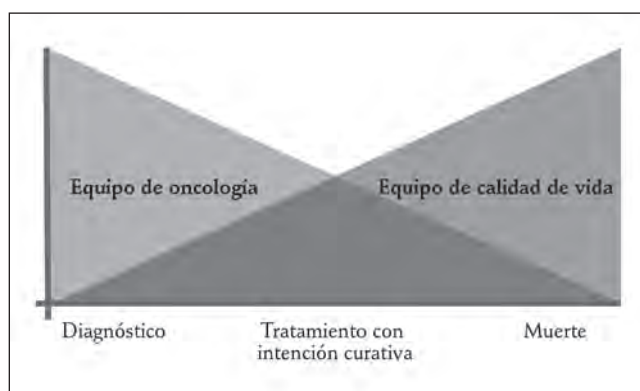 Equipo de oncología
Equipo de calidad de vida
Diagnóstico
Tratamiento con
intención curativa
Muerte